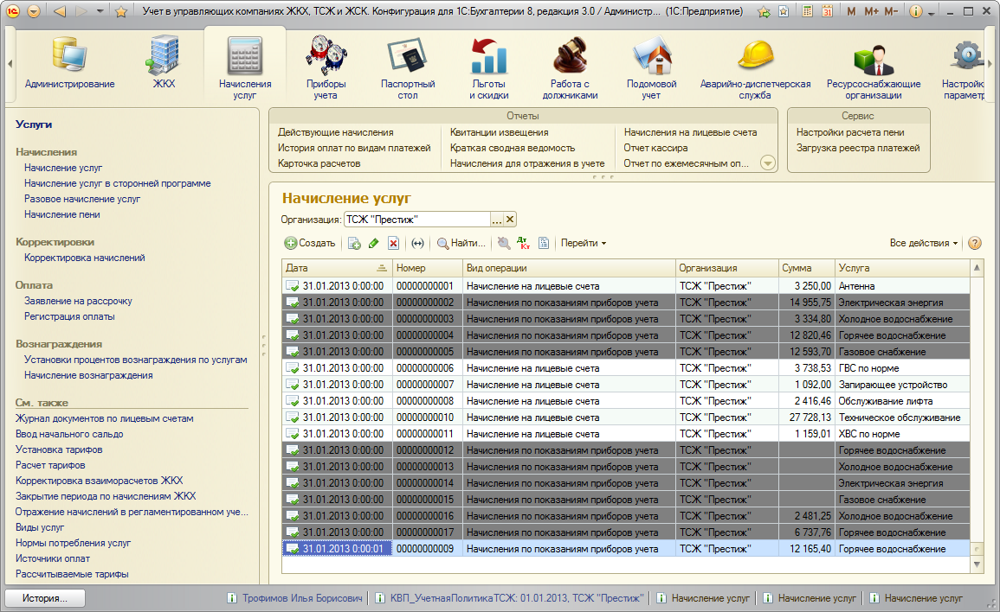 Учет в управляющих компаниях ЖКХ, ТСЖ и ЖСК. Конфигурация для 1С:Бухгалтерии 8, редакция 3.0 / Администр... (1С:Предприятие)
M M+ M-
Администрирование
ЖКХ
Начисления услуг
Приборы учета
Паспортный стол
Льготы и скидки
Работа с должниками
Подомовой учет
Аварийно-диспетчерская служба
Ресурсоснабжающие организации
Настройк параметр
Услуги
Начисления
Начисление услуг
Начисление услуг в сторонней программе
Разовое начисление услуг
Начисление пени
Корректировки
Корректировка начислений
Оплата
Заявление на рассрочку
Регистрация оплаты
Вознаграждения
Установки процентов вознаграждения по услугам
Начисление вознаграждения
См. также
Журнал документы по лицевым счетам
Ввод начального сальдо
Установка тарифов
Расчет тарифов
Корректировка взаиморасчетов ЖКХ
Закрытие периода по начислениям ЖКХ
Отражение начислений в регламентированном уче...
Виды услуг
Нормы потребления услуг
Источники оплат
Рассчитываемые тарифы
Отчеты
Действующие начисления
История оплат по видам платежей
Карточка расчетов
Квитанции извещения
Краткая сводная ведомость
Начисления для отражения в учете
Начисления на лицевые счета
Отчет кассира
Отчет по ежемесячным оп...
Сервис
Настройки расчета пени
Загрузка реестра платежей
Начисление услуг
Организация: ТСЖ "Престиж" ...
Создать Найти... Дт Кт Перейти Все действия ?
Дата Номер Вид операции Организация Сумма Услуга
31.01.2013 0:00:00 00000000001 Начисление на лицевые счета ТСЖ "Престиж" 3 250,00 Антенна
31.01.2013 0:00:00 00000000002 Начисления по показаниям приборов учета ТСЖ "Престиж" 14 955,75 Электрическая энергия
31.01.2013 0:00:00 00000000003 Начисления по показаниям приборов учета ТСЖ "Престиж" 3 334,80 Холодное водоснабжение
31.01.2013 0:00:00 00000000004 Начисления по показаниям приборов учета ТСЖ "Престиж" 12 820,46 Горячее водоснабжение
31.01.2013 0:00:00 00000000005 Начисления по показаниям приборов учета ТСЖ "Престиж" 12 593,70 Газовое снабжение
31.01.2013 0:00:00 00000000006 Начисление на лицевые счета ТСЖ "Престиж" 3 738,53 ГВС по норме
31.01.2013 0:00:00 00000000007 Начисление на лицевые счета ТСЖ "Престиж" 1 092,00 Запирающее устройство
31.01.2013 0:00:00 00000000008 Начисление на лицевые счета ТСЖ "Престиж" 2 416,46 Обслуживание лифта
31.01.2013 0:00:00 00000000010 Начисление на лицевые счета ТСЖ "Престиж" 27 728,13 Техническое обслуживание
31.01.2013 0:00:00 00000000011 Начисление на лицевые счета ТСЖ "Престиж" 1 159,01 ХВС по норме
31.01.2013 0:00:00 00000000012 Начисления по показаниям приборов учета ТСЖ "Престиж" Горячее водоснабжение
31.01.2013 0:00:00 00000000013 Начисления по показаниям приборов учета ТСЖ "Престиж" Холодное водоснабжение
31.01.2013 0:00:00 00000000014 Начисления по показаниям приборов учета ТСЖ "Престиж" Электрическая энергия
31.01.2013 0:00:00 00000000015 Начисления по показаниям приборов учета ТСЖ "Престиж" Газовое снабжение
31.01.2013 0:00:00 00000000016 Начисления по показаниям приборов учета ТСЖ "Престиж" 2 481,25 Холодное водоснабжение
31.01.2013 0:00:00 00000000017 Начисления по показаниям приборов учета ТСЖ "Престиж" 6 737,76 Горячее водоснабжение
31.01.2013 0:00:01 00000000009 Начисления по показаниям приборов учета ТСЖ "Престиж" 12 165,40 Горячее водоснабжение
История... Трофимов Илья Борисович КВП_УчетнаяПолитикаТСЖ: 01.01.2013, ТСЖ "Престиж" Начисление услуг Начисление услуг Начисление услуг